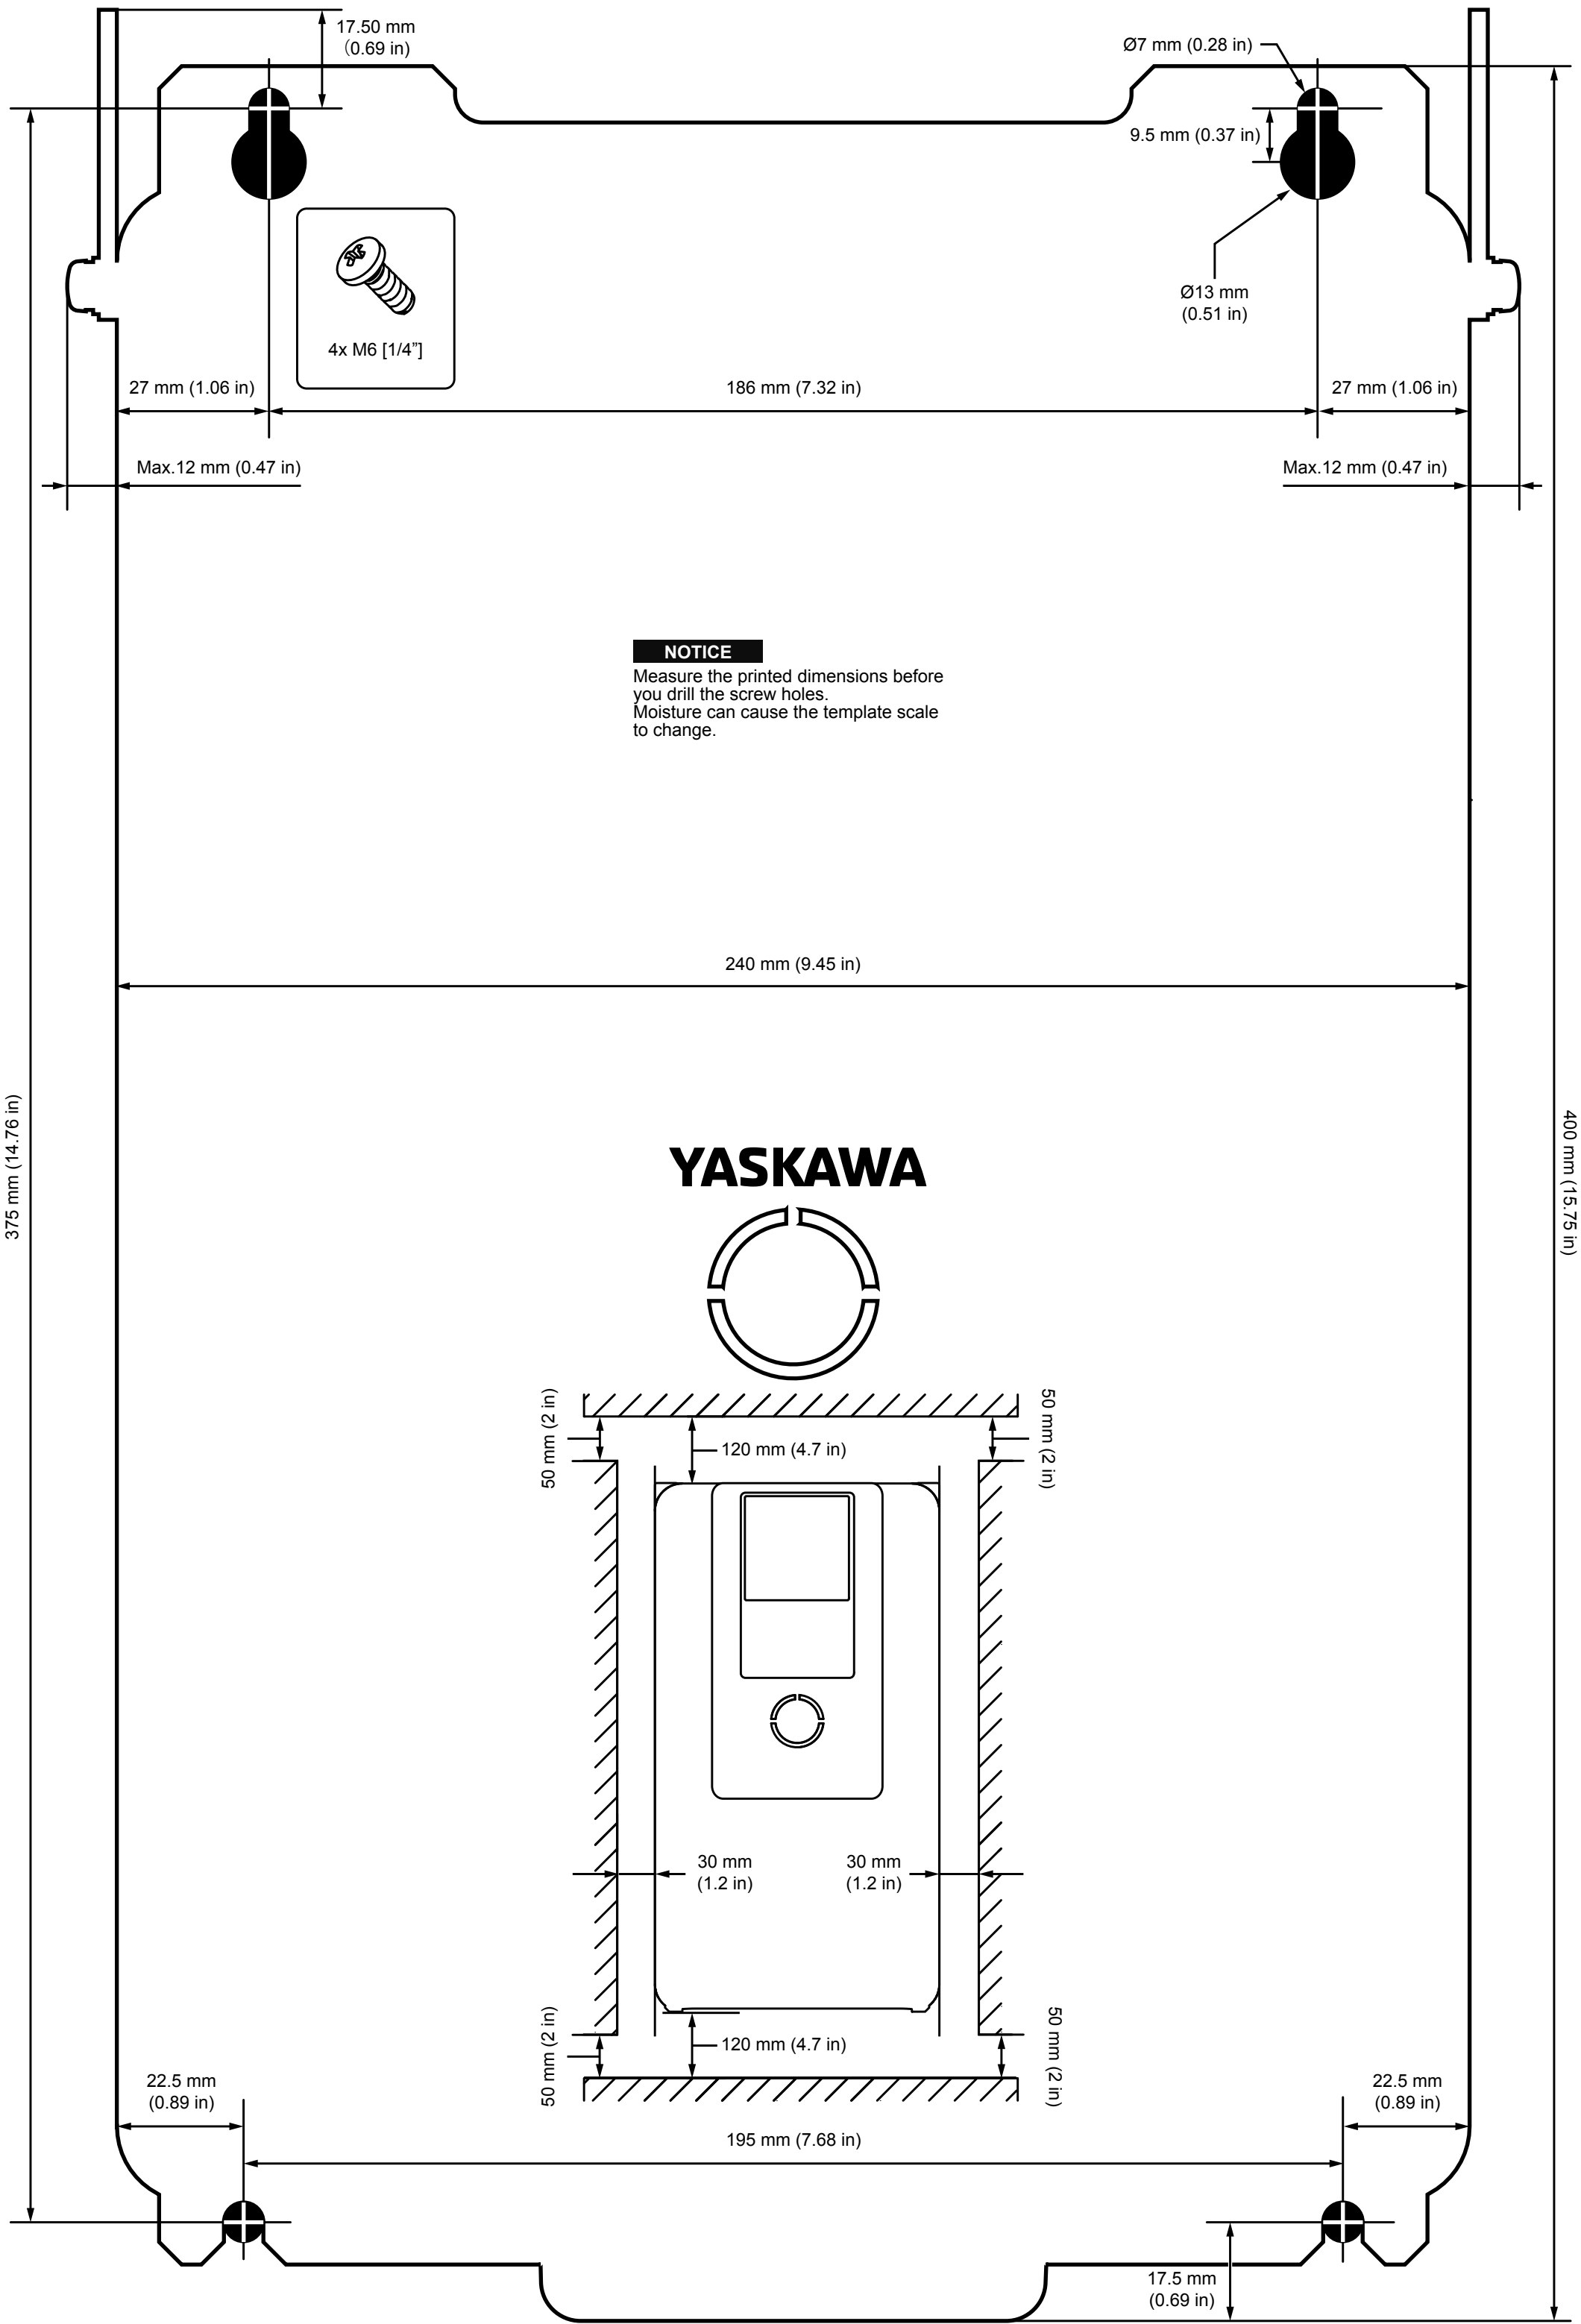 17.50 mm
(0.69 in)
Ø7 mm (0.28 in)
9.5 mm (0.37 in)
Ø13 mm
(0.51 in)
4x M6 [1/4”]
27 mm (1.06 in)
186 mm (7.32 in)
27 mm (1.06 in)
Max.12 mm (0.47 in)
Max.12 mm (0.47 in)
NOTICE
Measure the printed dimensions before
you drill the screw holes.
Moisture can cause the template scale
to change.
240 mm (9.45 in)
375 mm (14.76 in)
400 mm (15.75 in)
YASKAWA
50 mm (2 in)
120 mm (4.7 in)
50 mm (2 in)
30 mm
(1.2 in)
30 mm
(1.2 in)
50 mm (2 in)
120 mm (4.7 in)
50 mm (2 in)
22.5 mm
(0.89 in)
22.5 mm
(0.89 in)
195 mm (7.68 in)
17.5 mm
(0.69 in)